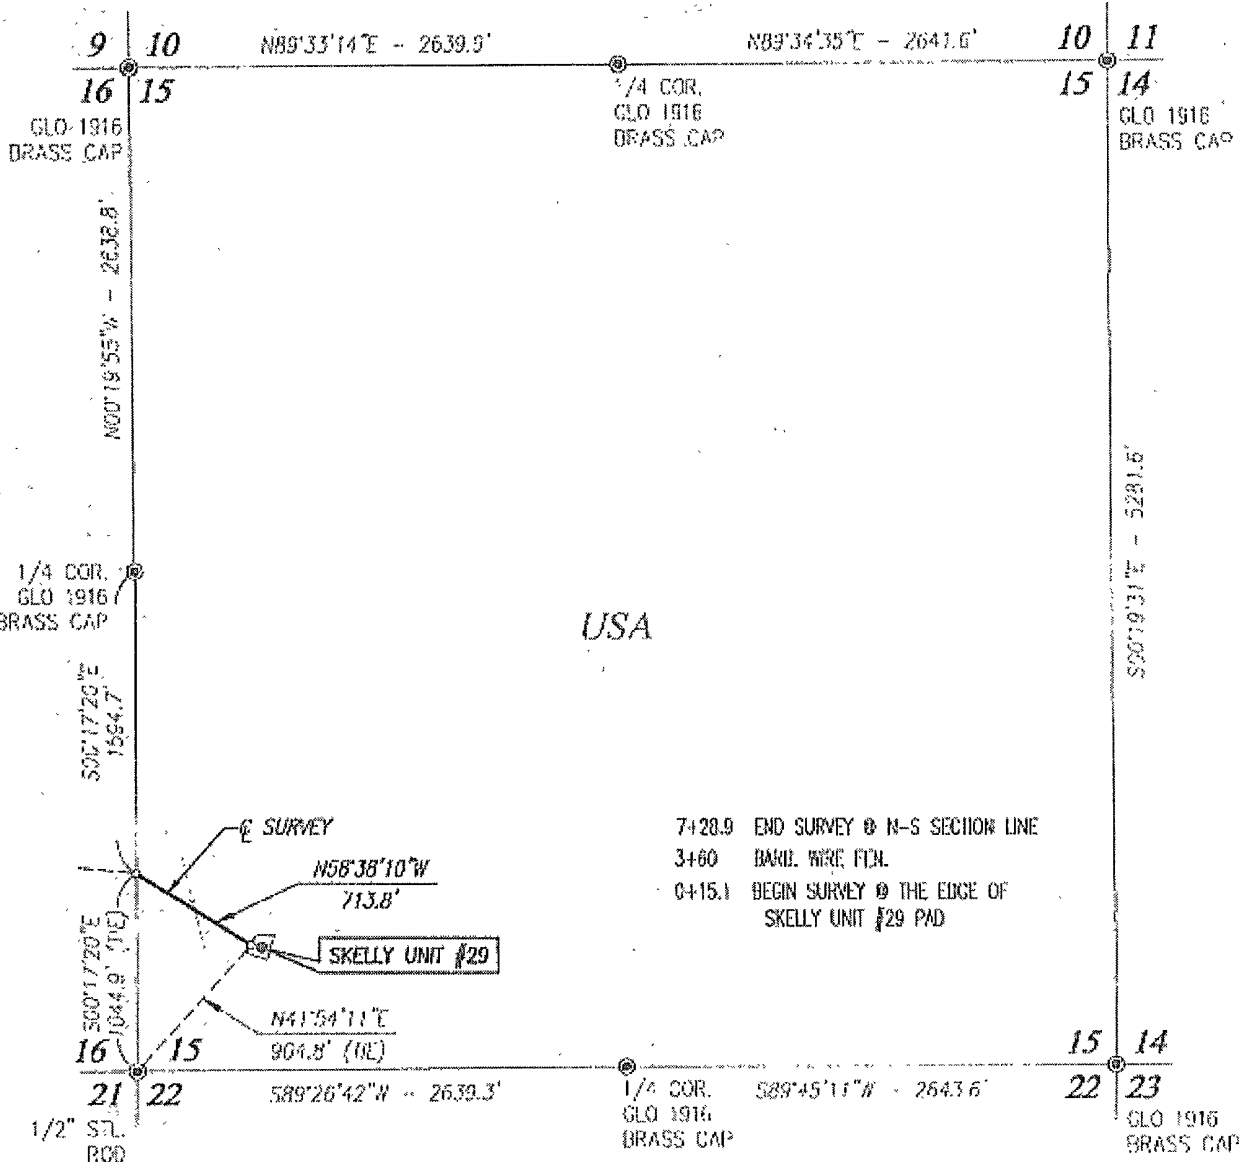 9 10
N89°33'14"E - 2639.9'
N89°34'35"E - 2641.6'
10 11
16 15
15 14
GLO 1916
BRASS CAP
1/4 COR.
GLO 1916
BRASS CAP
GLO 1916
BRASS CAP
N00°19'55"W - 2638.8'
S00°19'31"E - 5281.6'
1/4 COR.
GLO 1916
BRASS CAP
USA
S00°17'20"E
1594.7'
℄ SURVEY
N58°38'10"W
713.8'
SKELLY UNIT #29
7+28.9 END SURVEY @ N-S SECTION LINE
3+60 BARB. WIRE FEN.
0+15.1 BEGIN SURVEY @ THE EDGE OF
SKELLY UNIT #29 PAD
S00°17'20"E
1044.9' (TIE)
N41°54'11"E
904.8' (TIE)
16 15
15 14
21 22
S89°26'42"W - 2639.3'
S89°45'11"W - 2643.6'
22 23
1/2" STL.
ROD
1/4 COR.
GLO 1916
BRASS CAP
GLO 1916
BRASS CAP